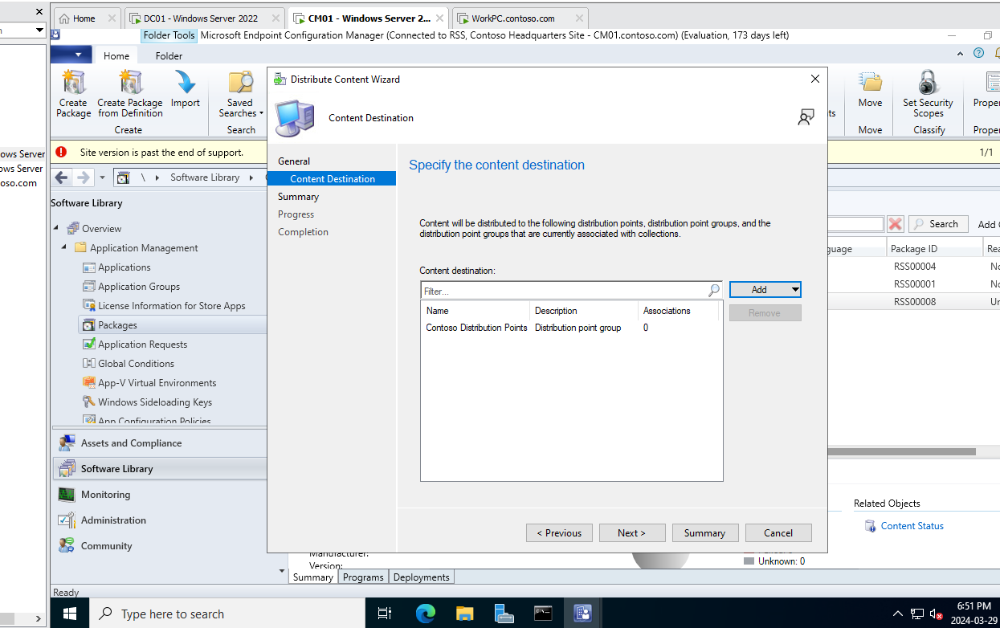 Home
DC01 - Windows Server 2022
CM01 - Windows Server 2...
WorkPC.contoso.com
Folder Tools
Microsoft Endpoint Configuration Manager (Connected to RSS, Contoso Headquarters Site - CM01.contoso.com) (Evaluation, 173 days left)
Home
Folder
Create Package
Create Package from Definition
Import
Create
Saved Searches
Search
Move
Move
Set Security Scopes
Classify
Proper
Proper
ts
ows Server
ows Server
oso.com
Site version is past the end of support.
1/1
\
Software Library
Software Library
Overview
Application Management
Applications
Application Groups
License Information for Store Apps
Packages
Application Requests
Global Conditions
App-V Virtual Environments
Windows Sideloading Keys
App Configuration Policies
Assets and Compliance
Software Library
Monitoring
Administration
Community
Ready
Distribute Content Wizard
Content Destination
General
Content Destination
Summary
Progress
Completion
Specify the content destination
Content will be distributed to the following distribution points, distribution point groups, and the
distribution point groups that are currently associated with collections.
Content destination:
Filter...
Add
Remove
Name Description Associations
Contoso Distribution Points Distribution point group 0
< Previous
Next >
Summary
Cancel
Search
Add
guage Package ID Rea
RSS00004 No
RSS00001 No
RSS00008 Un
Related Objects
Content Status
Manufacturer:
Version:
Unknown: 0
Summary Programs Deployments
Type here to search
6:51 PM
2024-03-29